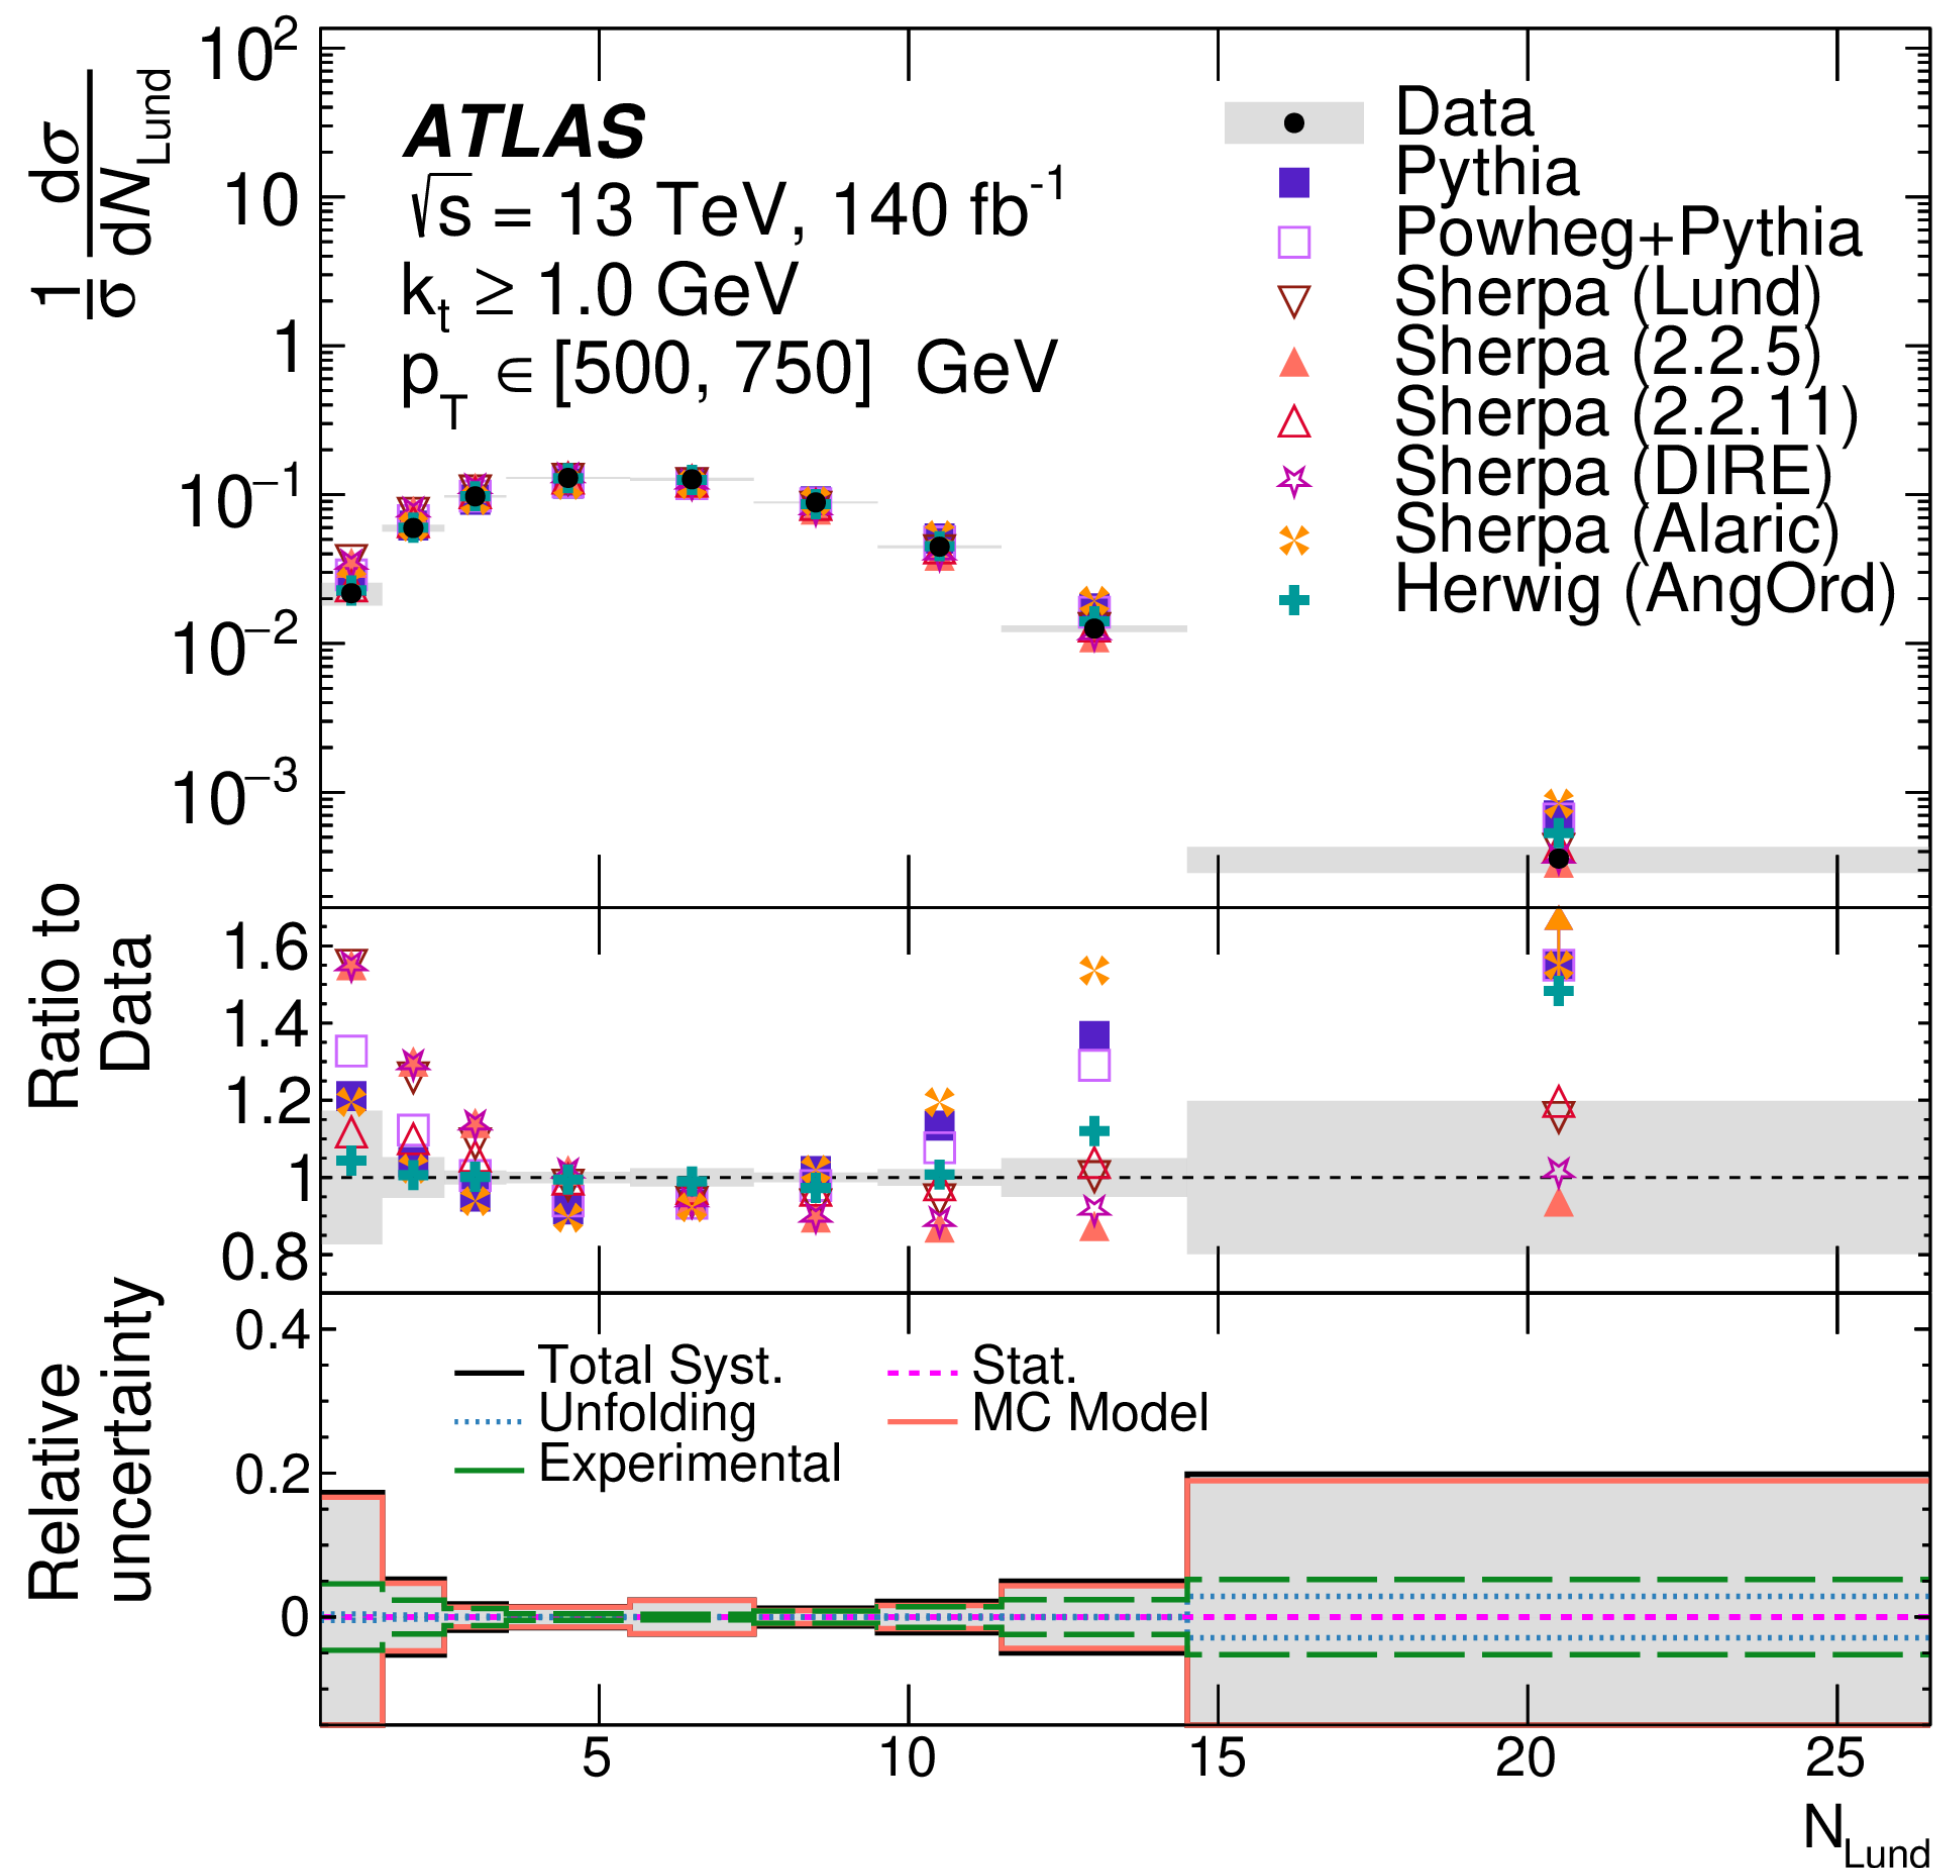 1/σ dσ/dN_Lund
10²
10
1
10⁻¹
10⁻²
10⁻³
ATLAS
√s = 13 TeV, 140 fb⁻¹
k_t ≥ 1.0 GeV
p_T ∈ [500, 750] GeV
Data
Pythia
Powheg+Pythia
Sherpa (Lund)
Sherpa (2.2.5)
Sherpa (2.2.11)
Sherpa (DIRE)
Sherpa (Alaric)
Herwig (AngOrd)
Ratio to
Data
1.6
1.4
1.2
1
0.8
Relative
uncertainty
0.4
0.2
0
Total Syst.
Stat.
Unfolding
MC Model
Experimental
5 10 15 20 25
N_Lund